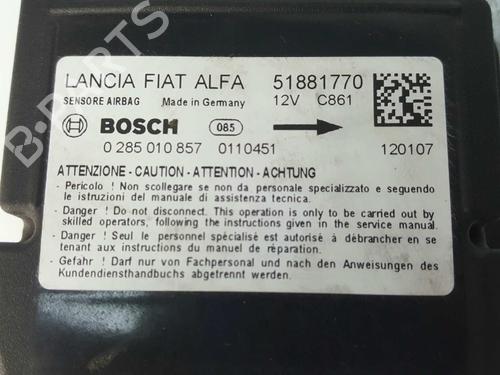 B-PARTS
LANCIA FIAT ALFA 51881770
SENSORE AIRBAG Made in Germany 12V C861
BOSCH 085
0 285 010 857 0110451 120107
ATTENZIONE - CAUTION - ATTENTION - ACHTUNG
- Pericolo ! Non scollegare se non da personale specializzato e seguendo
le istruzioni del manuale di assistenza tecnica.
- Danger ! Do not disconnect. This operation is only to be carried out by
skilled operators, following the instructions given in the service manual.
- Danger ! Seul le personnel spécialisé est autorisé à débrancher en se
tenant aux instructions du manuel de réparation.
- Gefahr ! Darf nur von Fachpersonal und nach den Anweisungen des
Kundendiensthandbuchs abgetrennt werden.